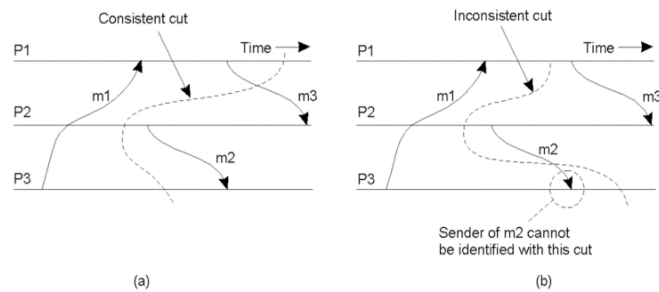 Consistent cut
Time
P1
m1
m3
P2
m2
P3
(a)
Inconsistent cut
Time
P1
m1
m3
P2
m2
P3
Sender of m2 cannot
be identified with this cut
(b)